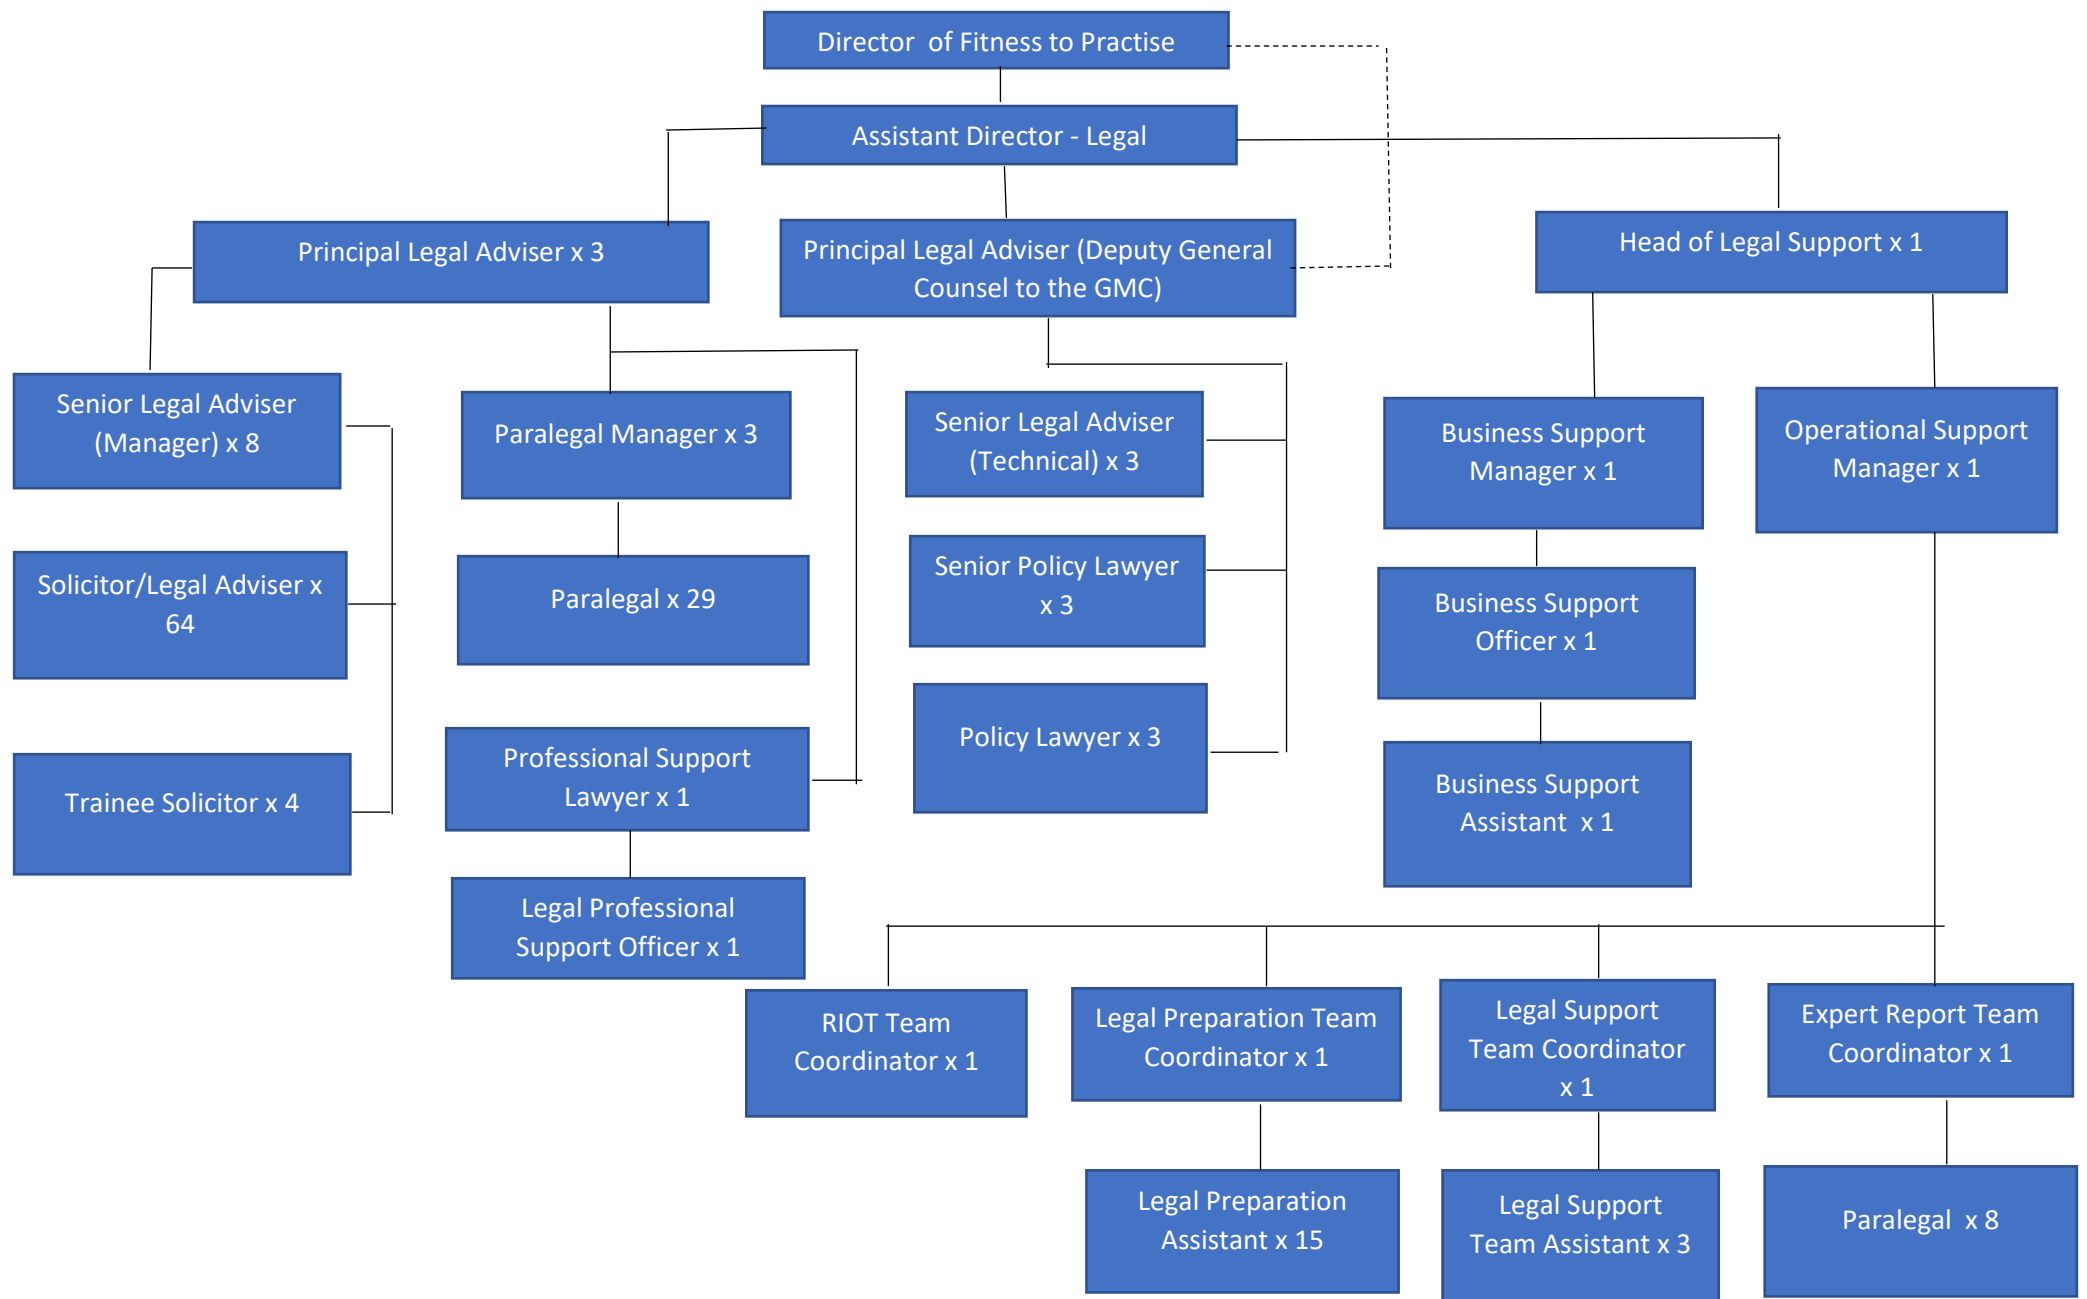 Director  of Fitness to Practise
Assistant Director - Legal
Principal Legal Adviser x 3
Principal Legal Adviser (Deputy General
Counsel to the GMC)
Head of Legal Support x 1
Senior Legal Adviser
(Manager) x 8
Paralegal Manager x 3
Senior Legal Adviser
(Technical) x 3
Business Support
Manager x 1
Operational Support
Manager x 1
Solicitor/Legal Adviser x
64
Paralegal x 29
Senior Policy Lawyer
x 3
Business Support
Officer x 1
Trainee Solicitor x 4
Professional Support
Lawyer x 1
Policy Lawyer x 3
Business Support
Assistant  x 1
Legal Professional
Support Officer x 1
RIOT Team
Coordinator x 1
Legal Preparation Team
Coordinator x 1
Legal Support
Team Coordinator
x 1
Expert Report Team
Coordinator x 1
Legal Preparation
Assistant x 15
Legal Support
Team Assistant x 3
Paralegal  x 8